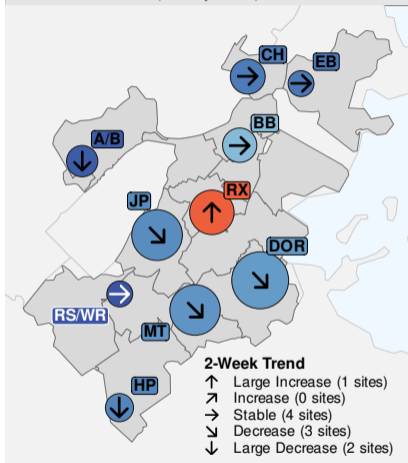 CH
EB
BB
A/B
RX
JP
DOR
RS/WR
MT
HP
2-Week Trend
↑ Large Increase (1 sites)
↗ Increase (0 sites)
→ Stable (4 sites)
↘ Decrease (3 sites)
↓ Large Decrease (2 sites)